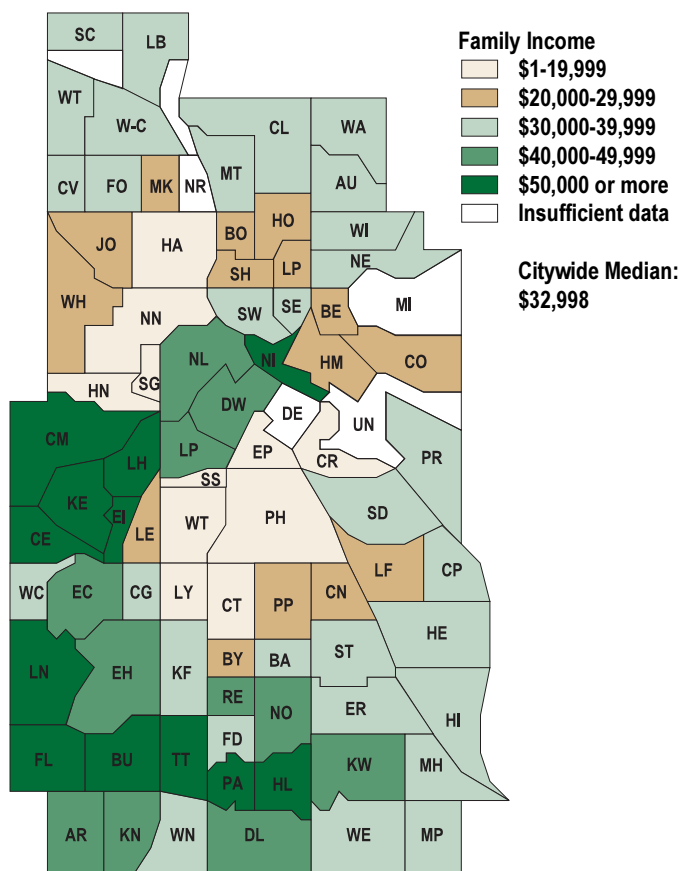 SC
LB
Family Income
$1-19,999
$20,000-29,999
$30,000-39,999
$40,000-49,999
$50,000 or more
Insufficient data
Citywide Median:
$32,998
WT
W-C
CL
WA
CV
FO
MK
NR
MT
AU
JO
HA
BO
HO
WI
NE
WH
SH
LP
NN
SW
SE
BE
MI
NL
NI
HM
CO
HN
SG
DW
DE
UN
CM
LH
LP
EP
CR
PR
SS
KE
EI
WT
PH
SD
CE
LE
LF
CP
WC
EC
CG
LY
CT
PP
CN
HE
LN
EH
KF
BY
BA
ST
RE
NO
ER
HI
FL
BU
TT
FD
PA
HL
KW
MH
AR
KN
WN
DL
WE
MP